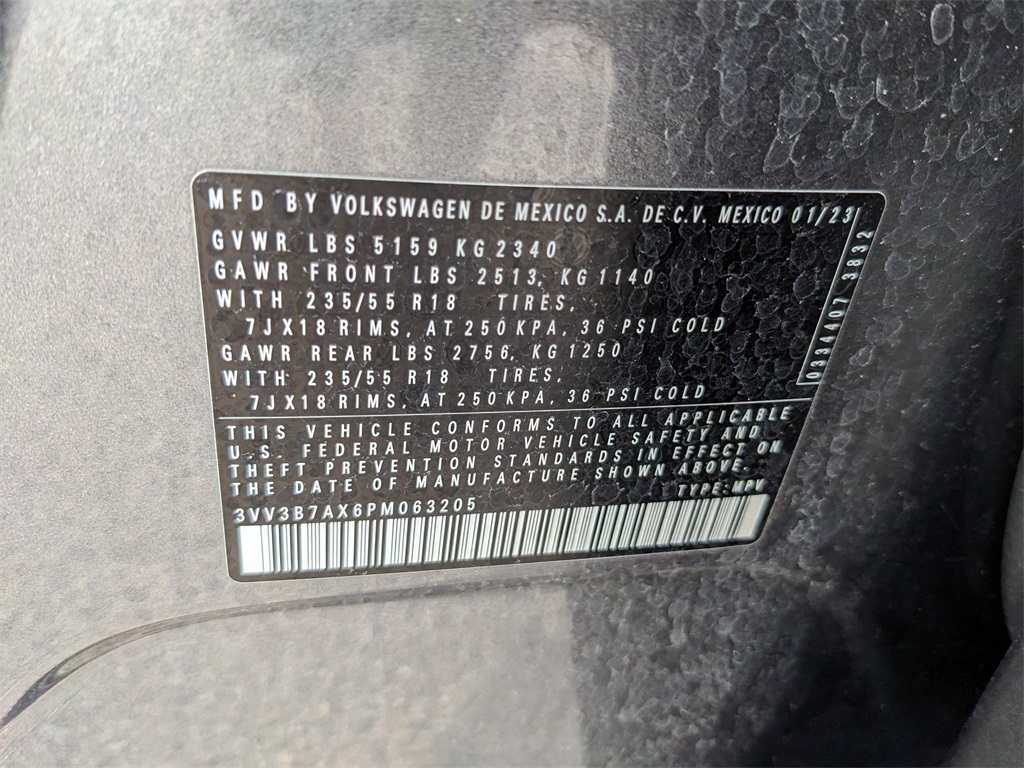 MFD BY VOLKSWAGEN DE MEXICO S.A. DE C.V. MEXICO 01/23
GVWR LBS 5159 KG 2340
GAWR FRONT LBS 2513, KG 1140
WITH 235/55 R18 TIRES,
7JX18 RIMS, AT 250 KPA, 36 PSI COLD
GAWR REAR LBS 2756, KG 1250
WITH 235/55 R18 TIRES,
7JX18 RIMS, AT 250 KPA, 36 PSI COLD
0334407 3832
THIS VEHICLE CONFORMS TO ALL APPLICABLE
U.S. FEDERAL MOTOR VEHICLE SAFETY AND
THEFT PREVENTION STANDARDS IN EFFECT ON
THE DATE OF MANUFACTURE SHOWN ABOVE.
TYPE: MPV
3VV3B7AX6PM063205